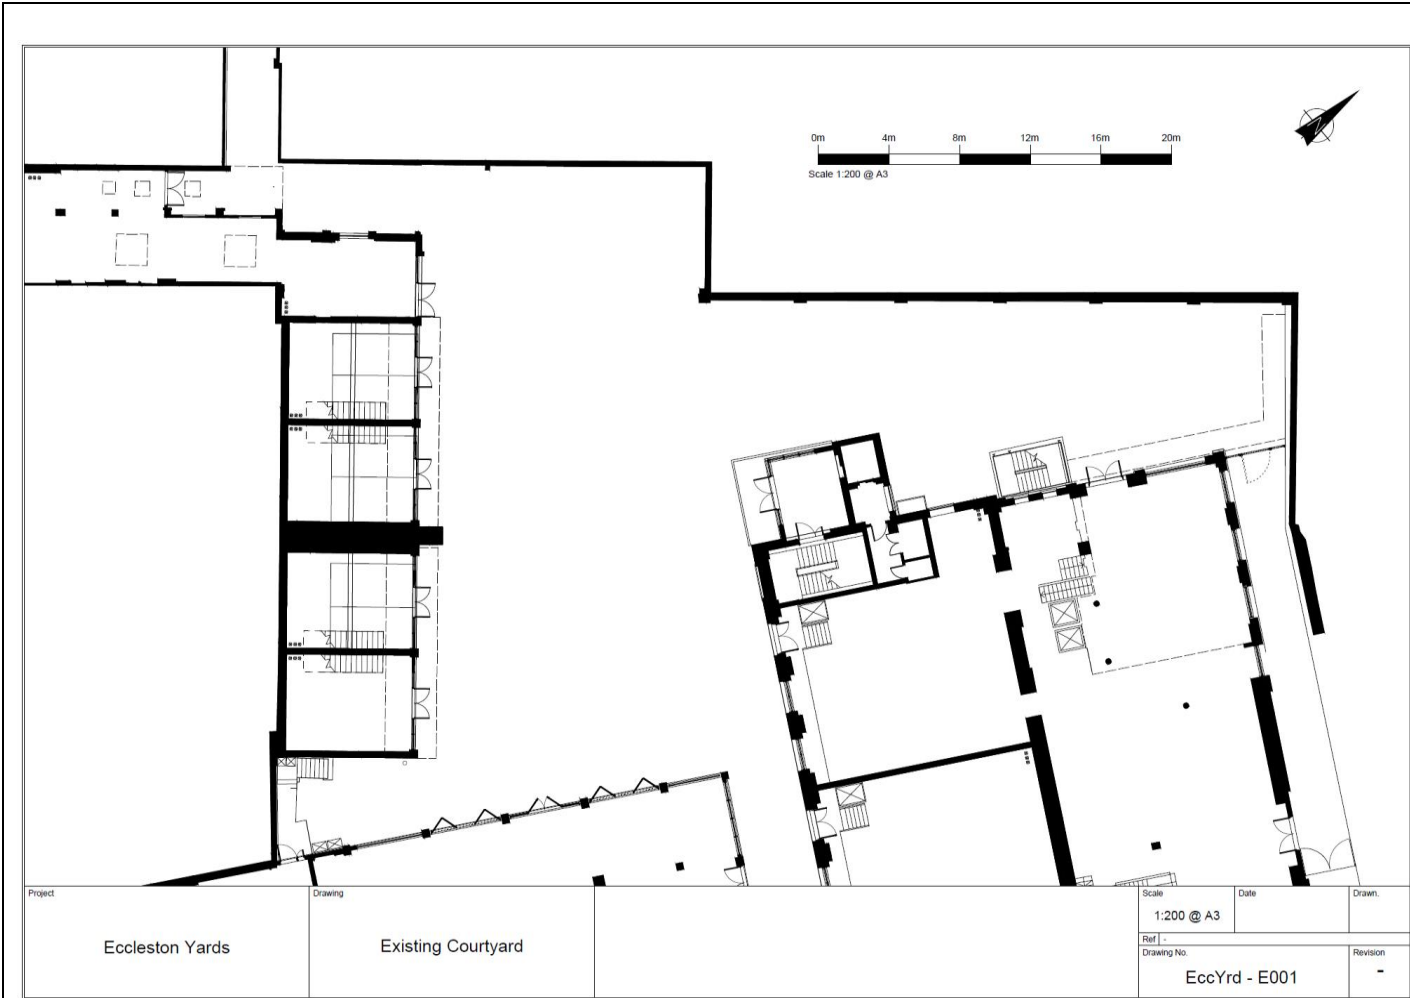 0m 4m 8m 12m 16m 20m
Scale 1:200 @ A3
N
Project
Eccleston Yards
Drawing
Existing Courtyard
Scale
1:200 @ A3
Date
Drawn.
Ref -
Drawing No.
EccYrd - E001
Revision
-